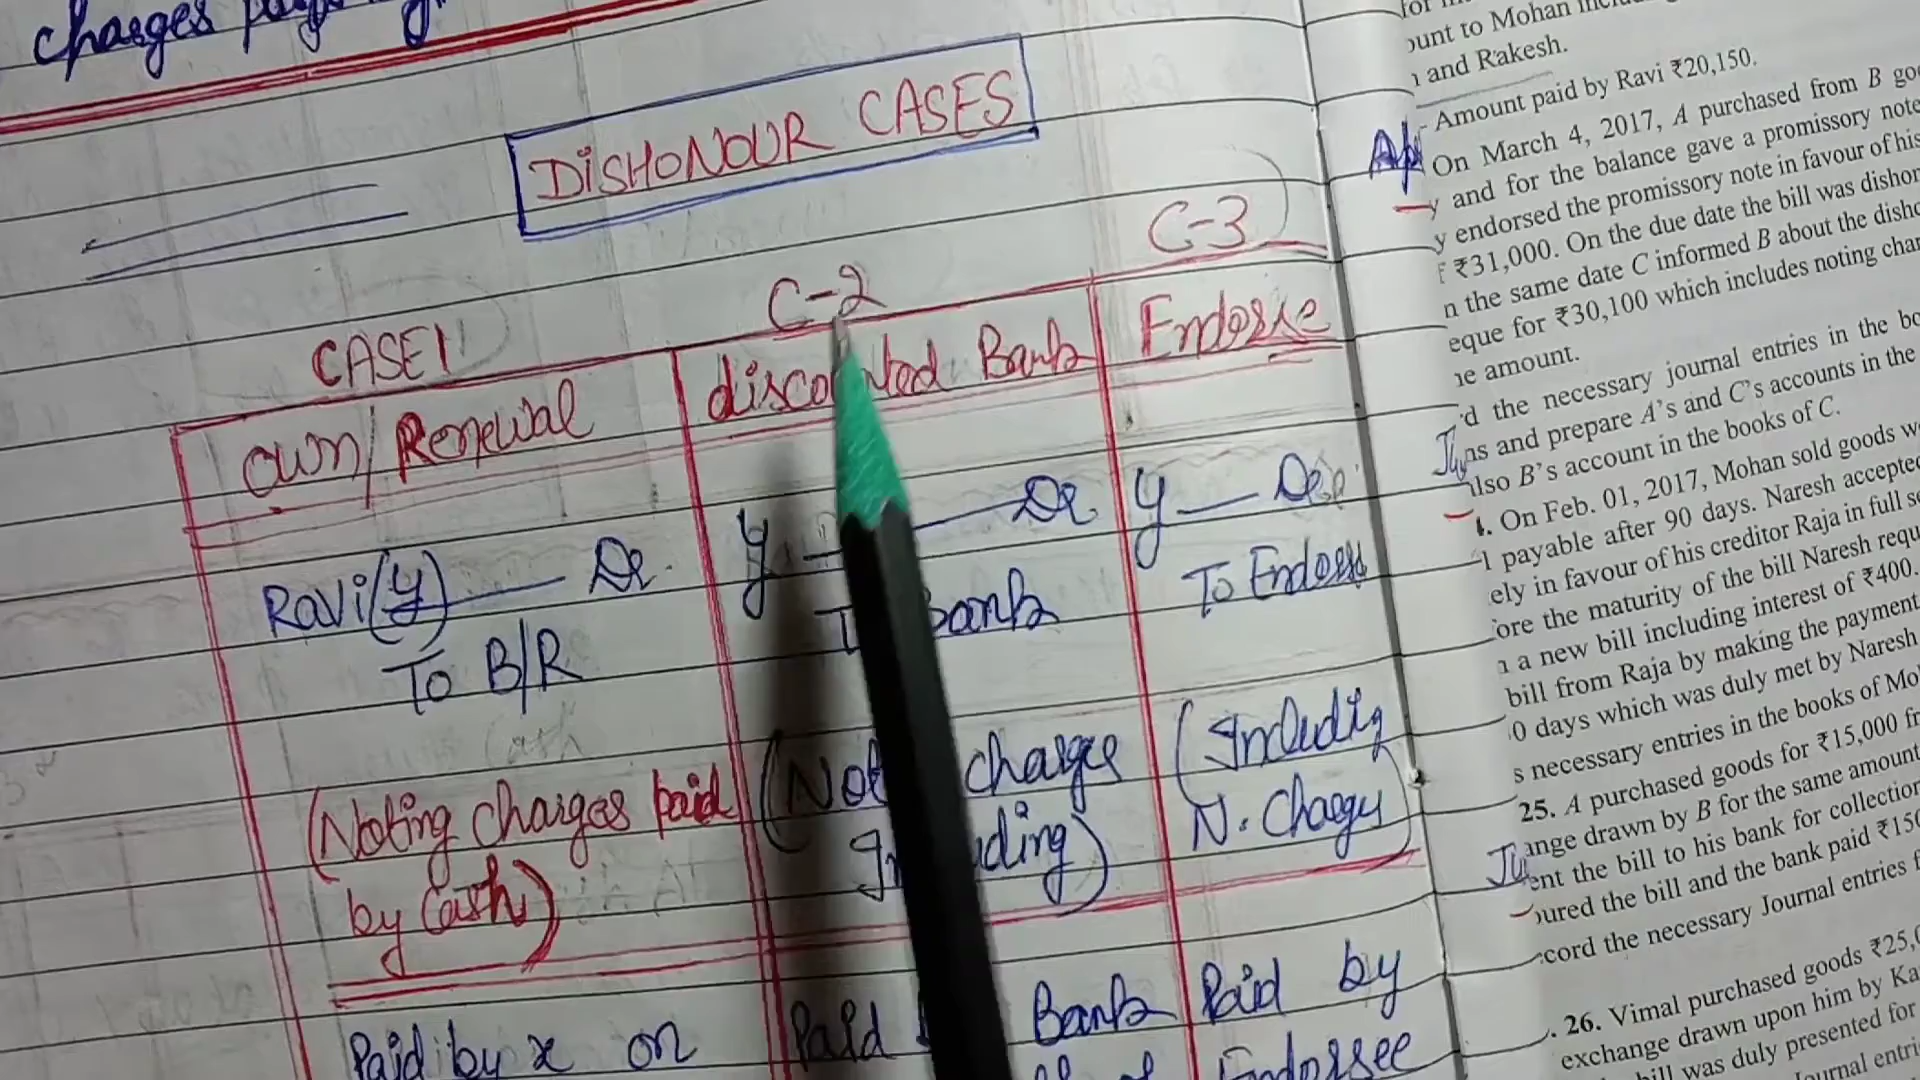 charges
DISHONOUR CASES
CASE1
C-2
C-3
own/Renewal
discounted Bank
Endorse
Ravi(y) — Dr
To B/R
(Noting charges paid
by Cash)
Paid by x on
y — Dr
To Bank
charges
Paid
Bank
y — Dr
To Endorse
(Including
N. Charges
Paid by
Endorsee
ount to Mohan
and Rakesh.
Amount paid by Ravi ₹20,150.
On March 4, 2017, A purchased from B
y and for the balance gave a promissory note
y endorsed the promissory note in favour of his
₹31,000. On the due date the bill was
n the same date C informed B about the
eque for ₹30,100 which includes noting
amount.
the necessary journal entries in the
and prepare A's and C's accounts in the
also B's account in the books of C.
On Feb. 01, 2017, Mohan sold goods
payable after 90 days. Naresh accepted
ely in favour of his creditor Raja in full
ore the maturity of the bill Naresh
a new bill including interest of ₹400.
bill from Raja by making the payment
0 days which was duly met by Naresh
s necessary entries in the books of
25. A purchased goods for ₹15,000
ange drawn by B for the same amount
ent the bill to his bank for collection
oured the bill and the bank paid
cord the necessary Journal entries
26. Vimal purchased goods
exchange drawn upon him by
bill was duly presented for